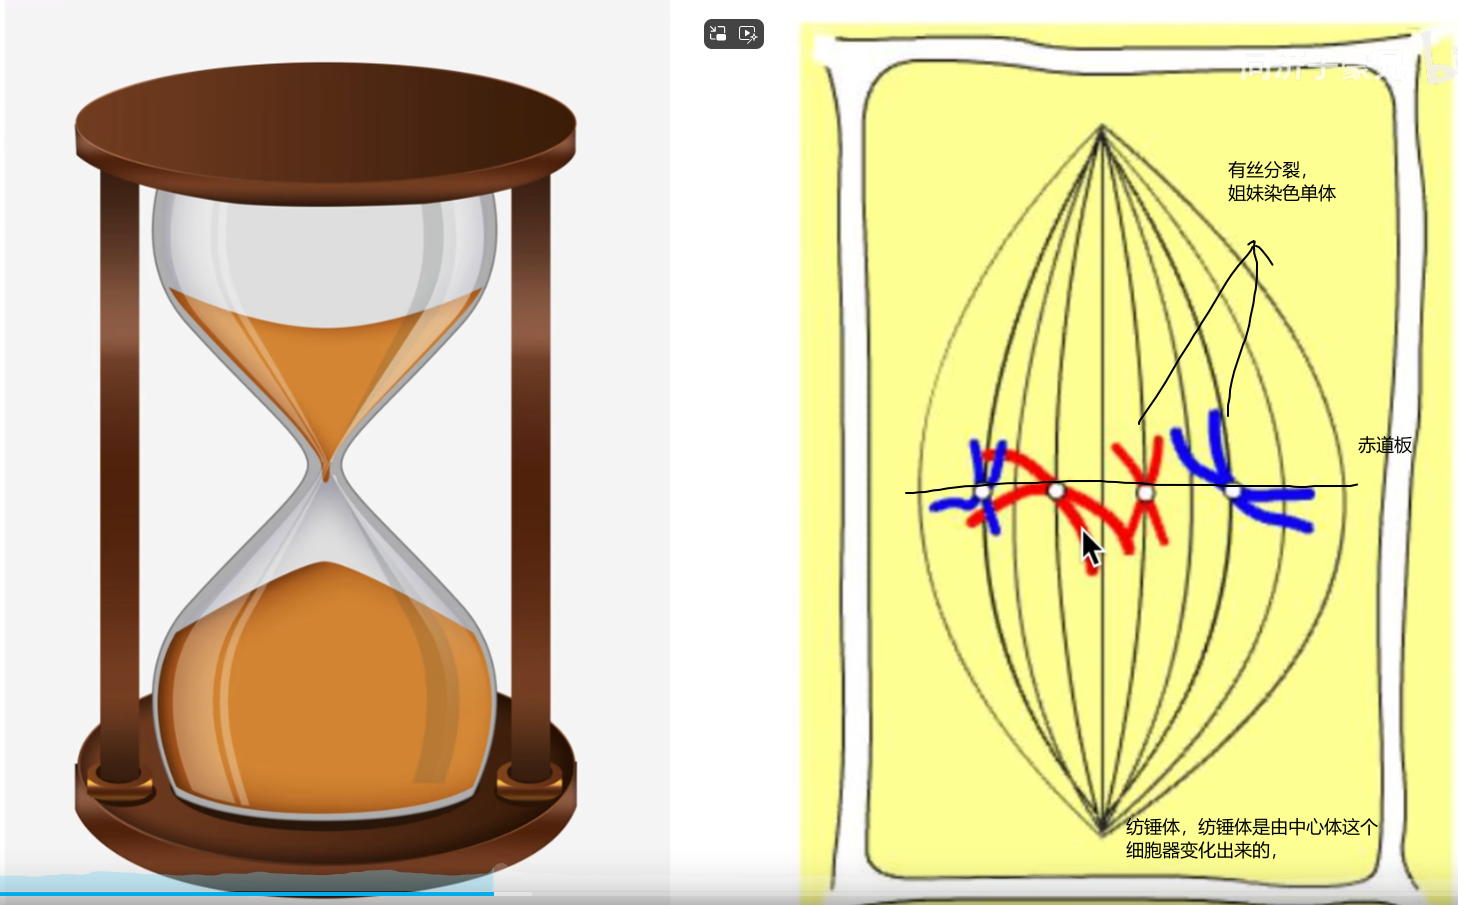 有丝分裂，
姐妹染色单体
赤道板
纺锤体，纺锤体是由中心体这个
细胞器变化出来的，